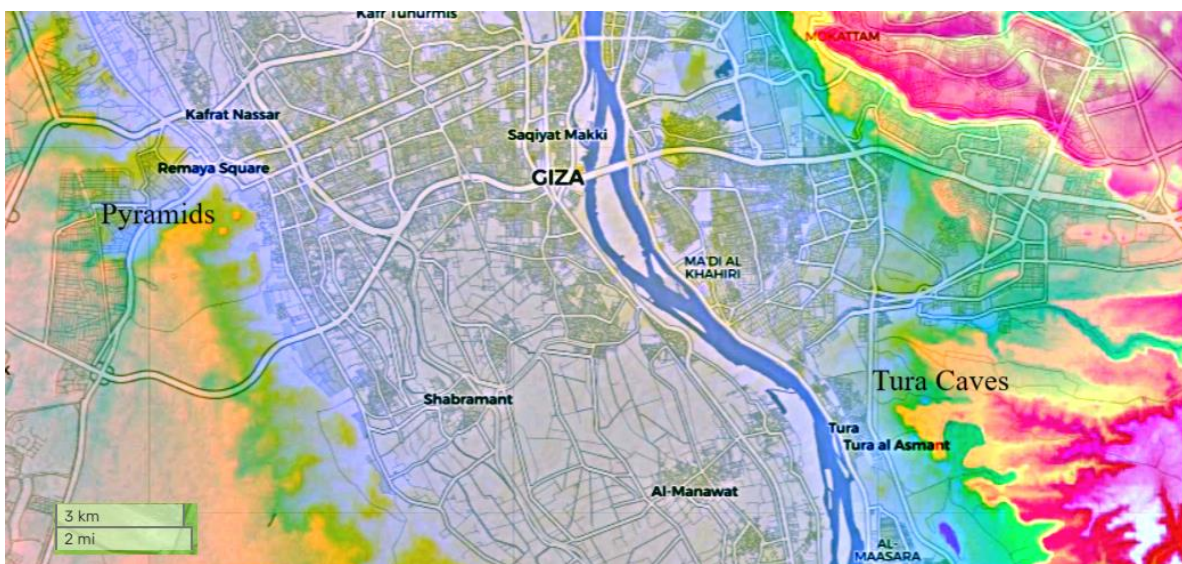 Kafr Tuhurmis
MOKATTAM
Kafrat Nassar
Saqiyat Makki
Remaya Square
GIZA
Pyramids
MA'DI AL
KHAHIRI
Tura Caves
Shabramant
Tura
Tura al Asmant
Al-Manawat
3 km
2 mi
AL-
MAASARA